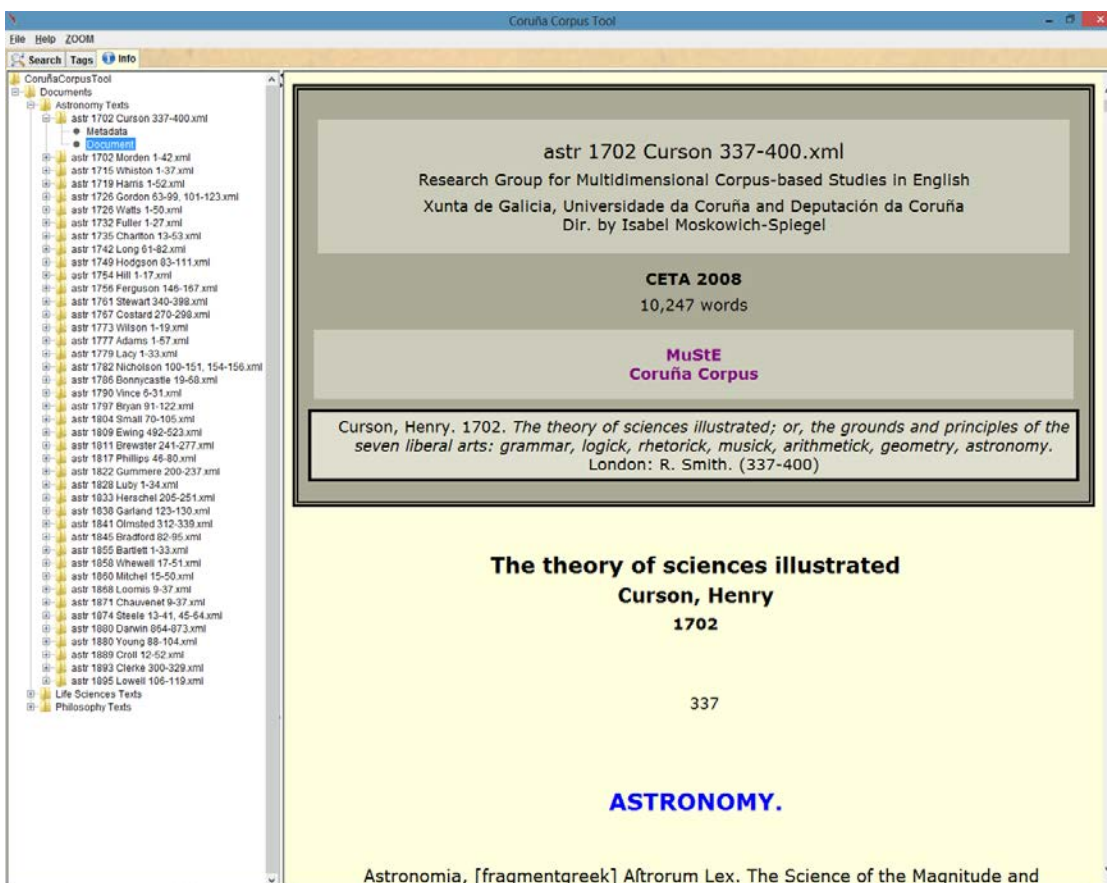 Coruña Corpus Tool
File Help ZOOM
Search Tags Info
CoruñaCorpusTool
Documents
Astronomy Texts
astr 1702 Curson 337-400.xml
Metadata
Document
astr 1702 Morden 1-42.xml
astr 1715 Whiston 1-37.xml
astr 1719 Harris 1-52.xml
astr 1726 Gordon 63-99, 101-123.xml
astr 1726 Watts 1-50.xml
astr 1732 Fuller 1-27.xml
astr 1735 Charlton 13-53.xml
astr 1742 Long 61-82.xml
astr 1749 Hodgson 83-111.xml
astr 1754 Hill 1-17.xml
astr 1756 Ferguson 146-167.xml
astr 1761 Stewart 340-398.xml
astr 1767 Costard 270-298.xml
astr 1773 Wilson 1-19.xml
astr 1777 Adams 1-57.xml
astr 1779 Lacy 1-33.xml
astr 1782 Nicholson 100-151, 154-156.xml
astr 1786 Bonnycastle 19-68.xml
astr 1790 Vince 6-31.xml
astr 1797 Bryan 91-122.xml
astr 1804 Small 70-105.xml
astr 1809 Ewing 492-523.xml
astr 1811 Brewster 241-277.xml
astr 1817 Phillips 46-80.xml
astr 1822 Gummere 200-237.xml
astr 1828 Luby 1-34.xml
astr 1833 Herschel 205-251.xml
astr 1838 Garland 123-130.xml
astr 1841 Olmsted 312-339.xml
astr 1845 Bradford 82-95.xml
astr 1855 Bartlett 1-33.xml
astr 1858 Whewell 17-51.xml
astr 1860 Mitchel 15-50.xml
astr 1868 Loomis 9-37.xml
astr 1871 Chauvenet 9-37.xml
astr 1874 Steele 13-41, 45-64.xml
astr 1880 Darwin 864-873.xml
astr 1880 Young 88-104.xml
astr 1889 Croll 12-52.xml
astr 1893 Clerke 300-329.xml
astr 1895 Lowell 106-119.xml
Life Sciences Texts
Philosophy Texts
astr 1702 Curson 337-400.xml
Research Group for Multidimensional Corpus-based Studies in English
Xunta de Galicia, Universidade da Coruña and Deputación da Coruña
Dir. by Isabel Moskowich-Spiegel
CETA 2008
10,247 words
MuStE
Coruña Corpus
Curson, Henry. 1702. The theory of sciences illustrated; or, the grounds and principles of the
seven liberal arts: grammar, logick, rhetorick, musick, arithmetick, geometry, astronomy.
London: R. Smith. (337-400)
The theory of sciences illustrated
Curson, Henry
1702
337
ASTRONOMY.
Astronomia, [fragmentgreek] Aſtrorum Lex. The Science of the Magnitude and